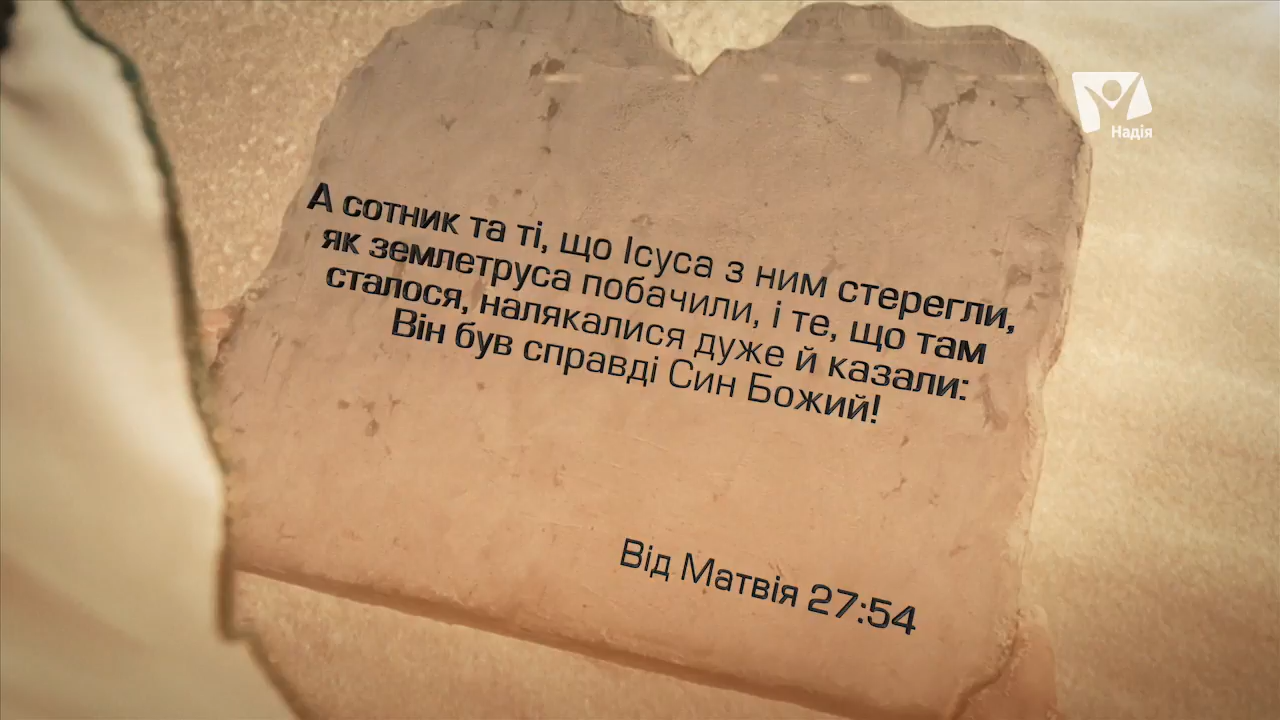 Надія
А сотник та ті, що Ісуса з ним стерегли,
як землетруса побачили, і те, що там
сталося, налякалися дуже й казали:
Він був справді Син Божий!
Від Матвія 27:54